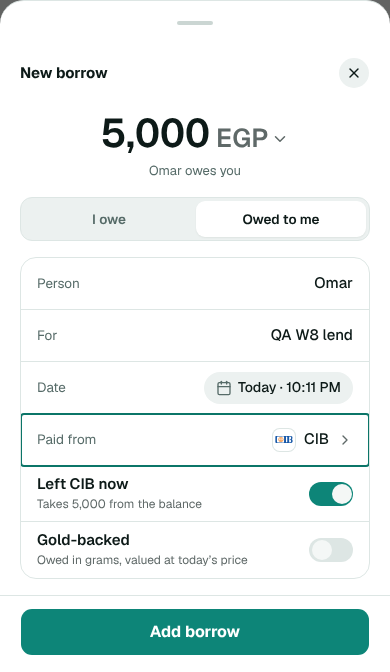 New borrow
5,000 EGP
Omar owes you
I owe
Owed to me
Person
Omar
For
QA W8 lend
Date
Today · 10:11 PM
Paid from
CIB
CIB
Left CIB now
Takes 5,000 from the balance
Gold-backed
Owed in grams, valued at today's price
Add borrow